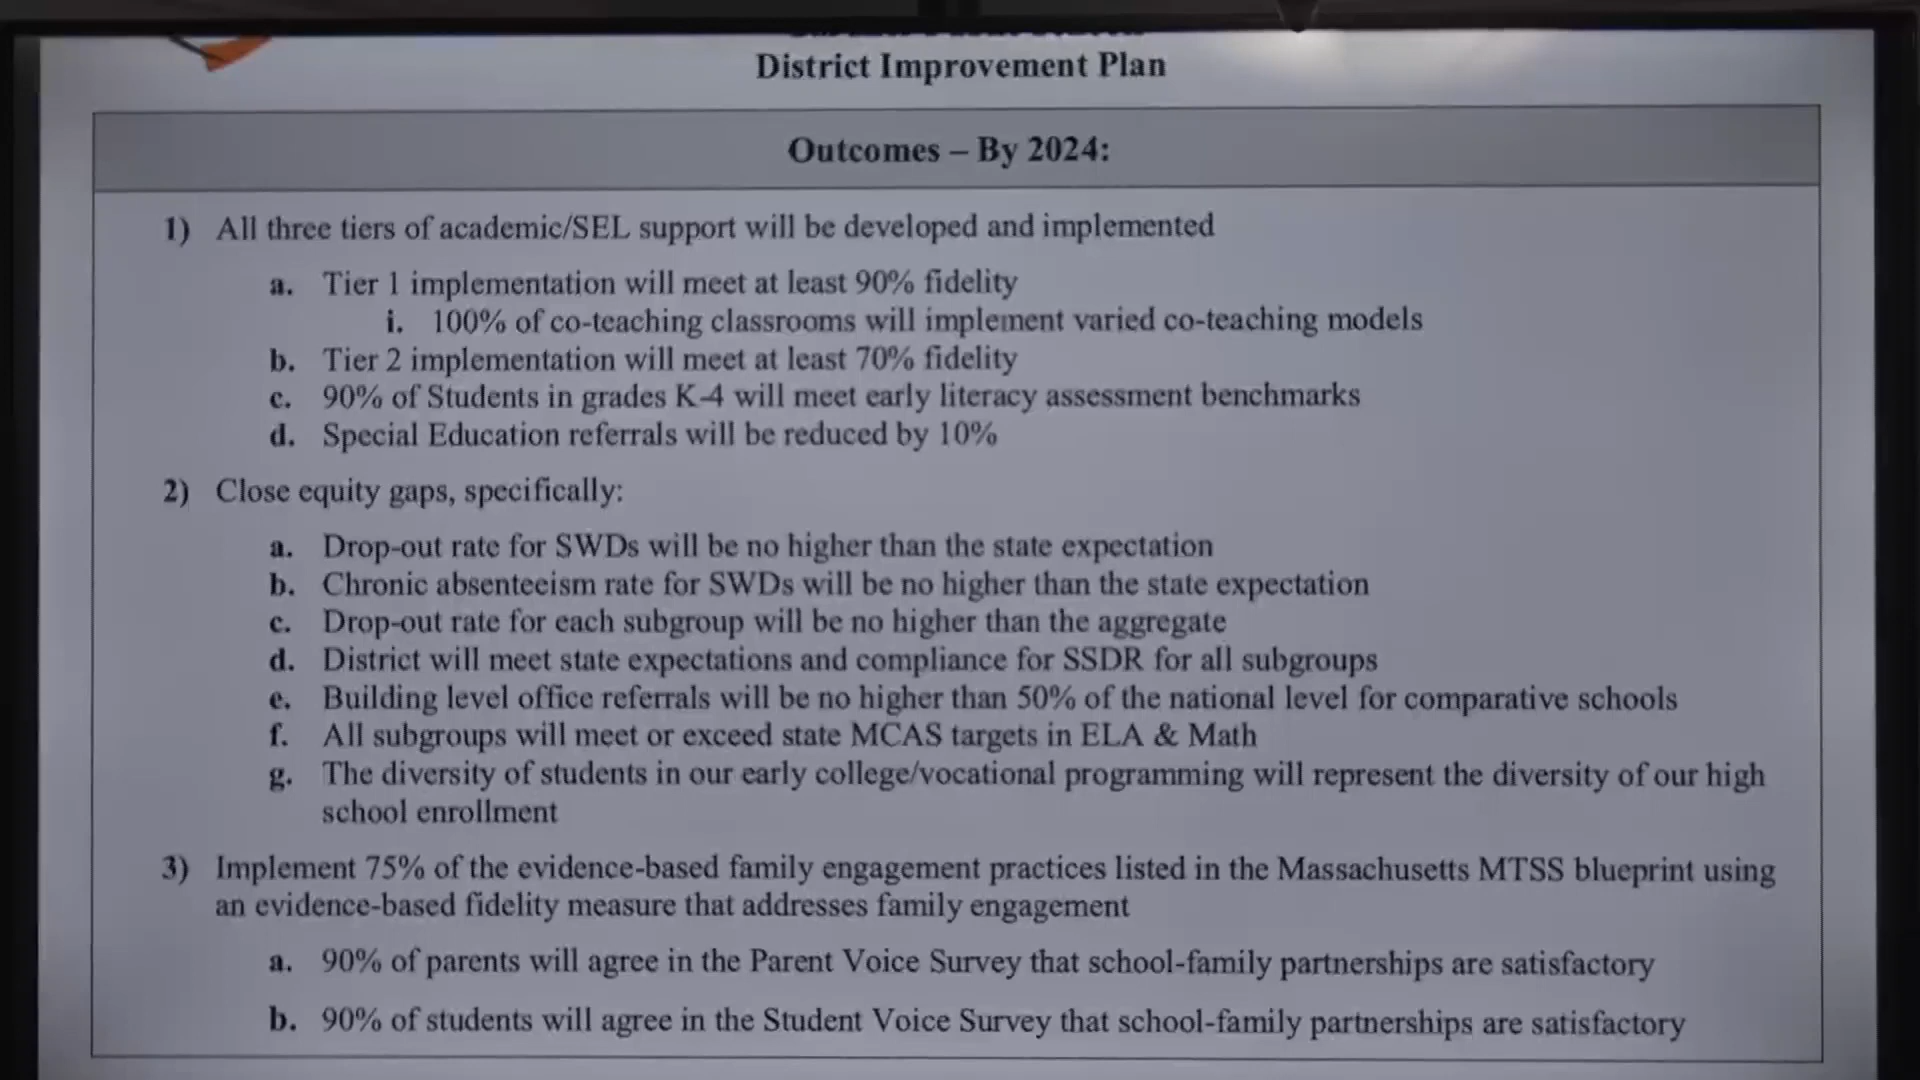 District Improvement Plan
Outcomes – By 2024:
1) All three tiers of academic/SEL support will be developed and implemented
a. Tier 1 implementation will meet at least 90% fidelity
i. 100% of co-teaching classrooms will implement varied co-teaching models
b. Tier 2 implementation will meet at least 70% fidelity
c. 90% of Students in grades K-4 will meet early literacy assessment benchmarks
d. Special Education referrals will be reduced by 10%
2) Close equity gaps, specifically:
a. Drop-out rate for SWDs will be no higher than the state expectation
b. Chronic absenteeism rate for SWDs will be no higher than the state expectation
c. Drop-out rate for each subgroup will be no higher than the aggregate
d. District will meet state expectations and compliance for SSDR for all subgroups
e. Building level office referrals will be no higher than 50% of the national level for comparative schools
f. All subgroups will meet or exceed state MCAS targets in ELA & Math
g. The diversity of students in our early college/vocational programming will represent the diversity of our high
school enrollment
3) Implement 75% of the evidence-based family engagement practices listed in the Massachusetts MTSS blueprint using
an evidence-based fidelity measure that addresses family engagement
a. 90% of parents will agree in the Parent Voice Survey that school-family partnerships are satisfactory
b. 90% of students will agree in the Student Voice Survey that school-family partnerships are satisfactory